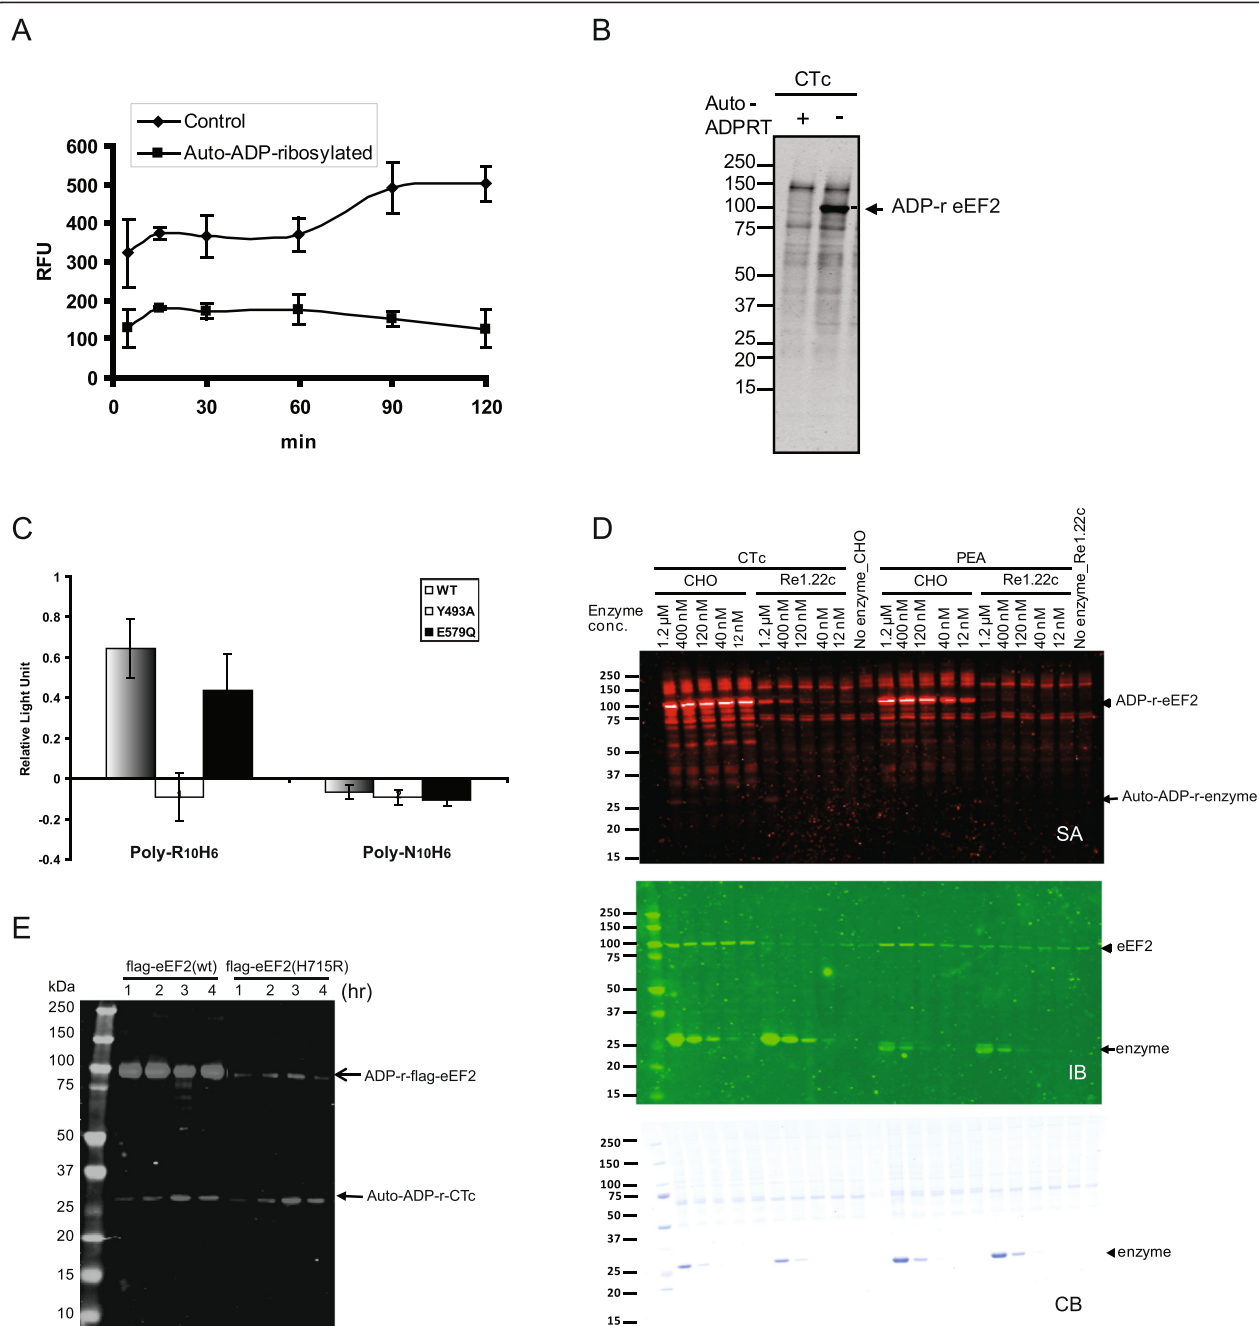 A
Control
Auto-ADP-ribosylated
600
500
400
300
200
100
0
RFU
0 30 60 90 120
min
B
CTc
Auto -
ADPRT + -
250
150
100
75
50
37
25
20
15
ADP-r eEF2
C
1
0.8
0.6
0.4
0.2
0
-0.2
-0.4
Relative Light Unit
WT
Y493A
E579Q
Poly-R10H6 Poly-N10H6
D
CTc PEA
CHO Re1.22c CHO Re1.22c
Enzyme
conc.
1.2 µM 400 nM 120 nM 40 nM 12 nM 1.2 µM 400 nM 120 nM 40 nM 12 nM No enzyme_CHO 1.2 µM 400 nM 120 nM 40 nM 12 nM 1.2 µM 400 nM 120 nM 40 nM 12 nM No enzyme_Re1.22c
250
150
100
75
50
37
25
20
15
ADP-r-eEF2
Auto-ADP-r-enzyme
SA
250
150
100
75
50
37
25
20
15
eEF2
enzyme
IB
250
150
100
75
50
37
25
20
15
enzyme
CB
E
flag-eEF2(wt) flag-eEF2(H715R)
kDa 1 2 3 4 1 2 3 4 (hr)
250
150
100
75
50
37
25
20
15
10
ADP-r-flag-eEF2
Auto-ADP-r-CTc